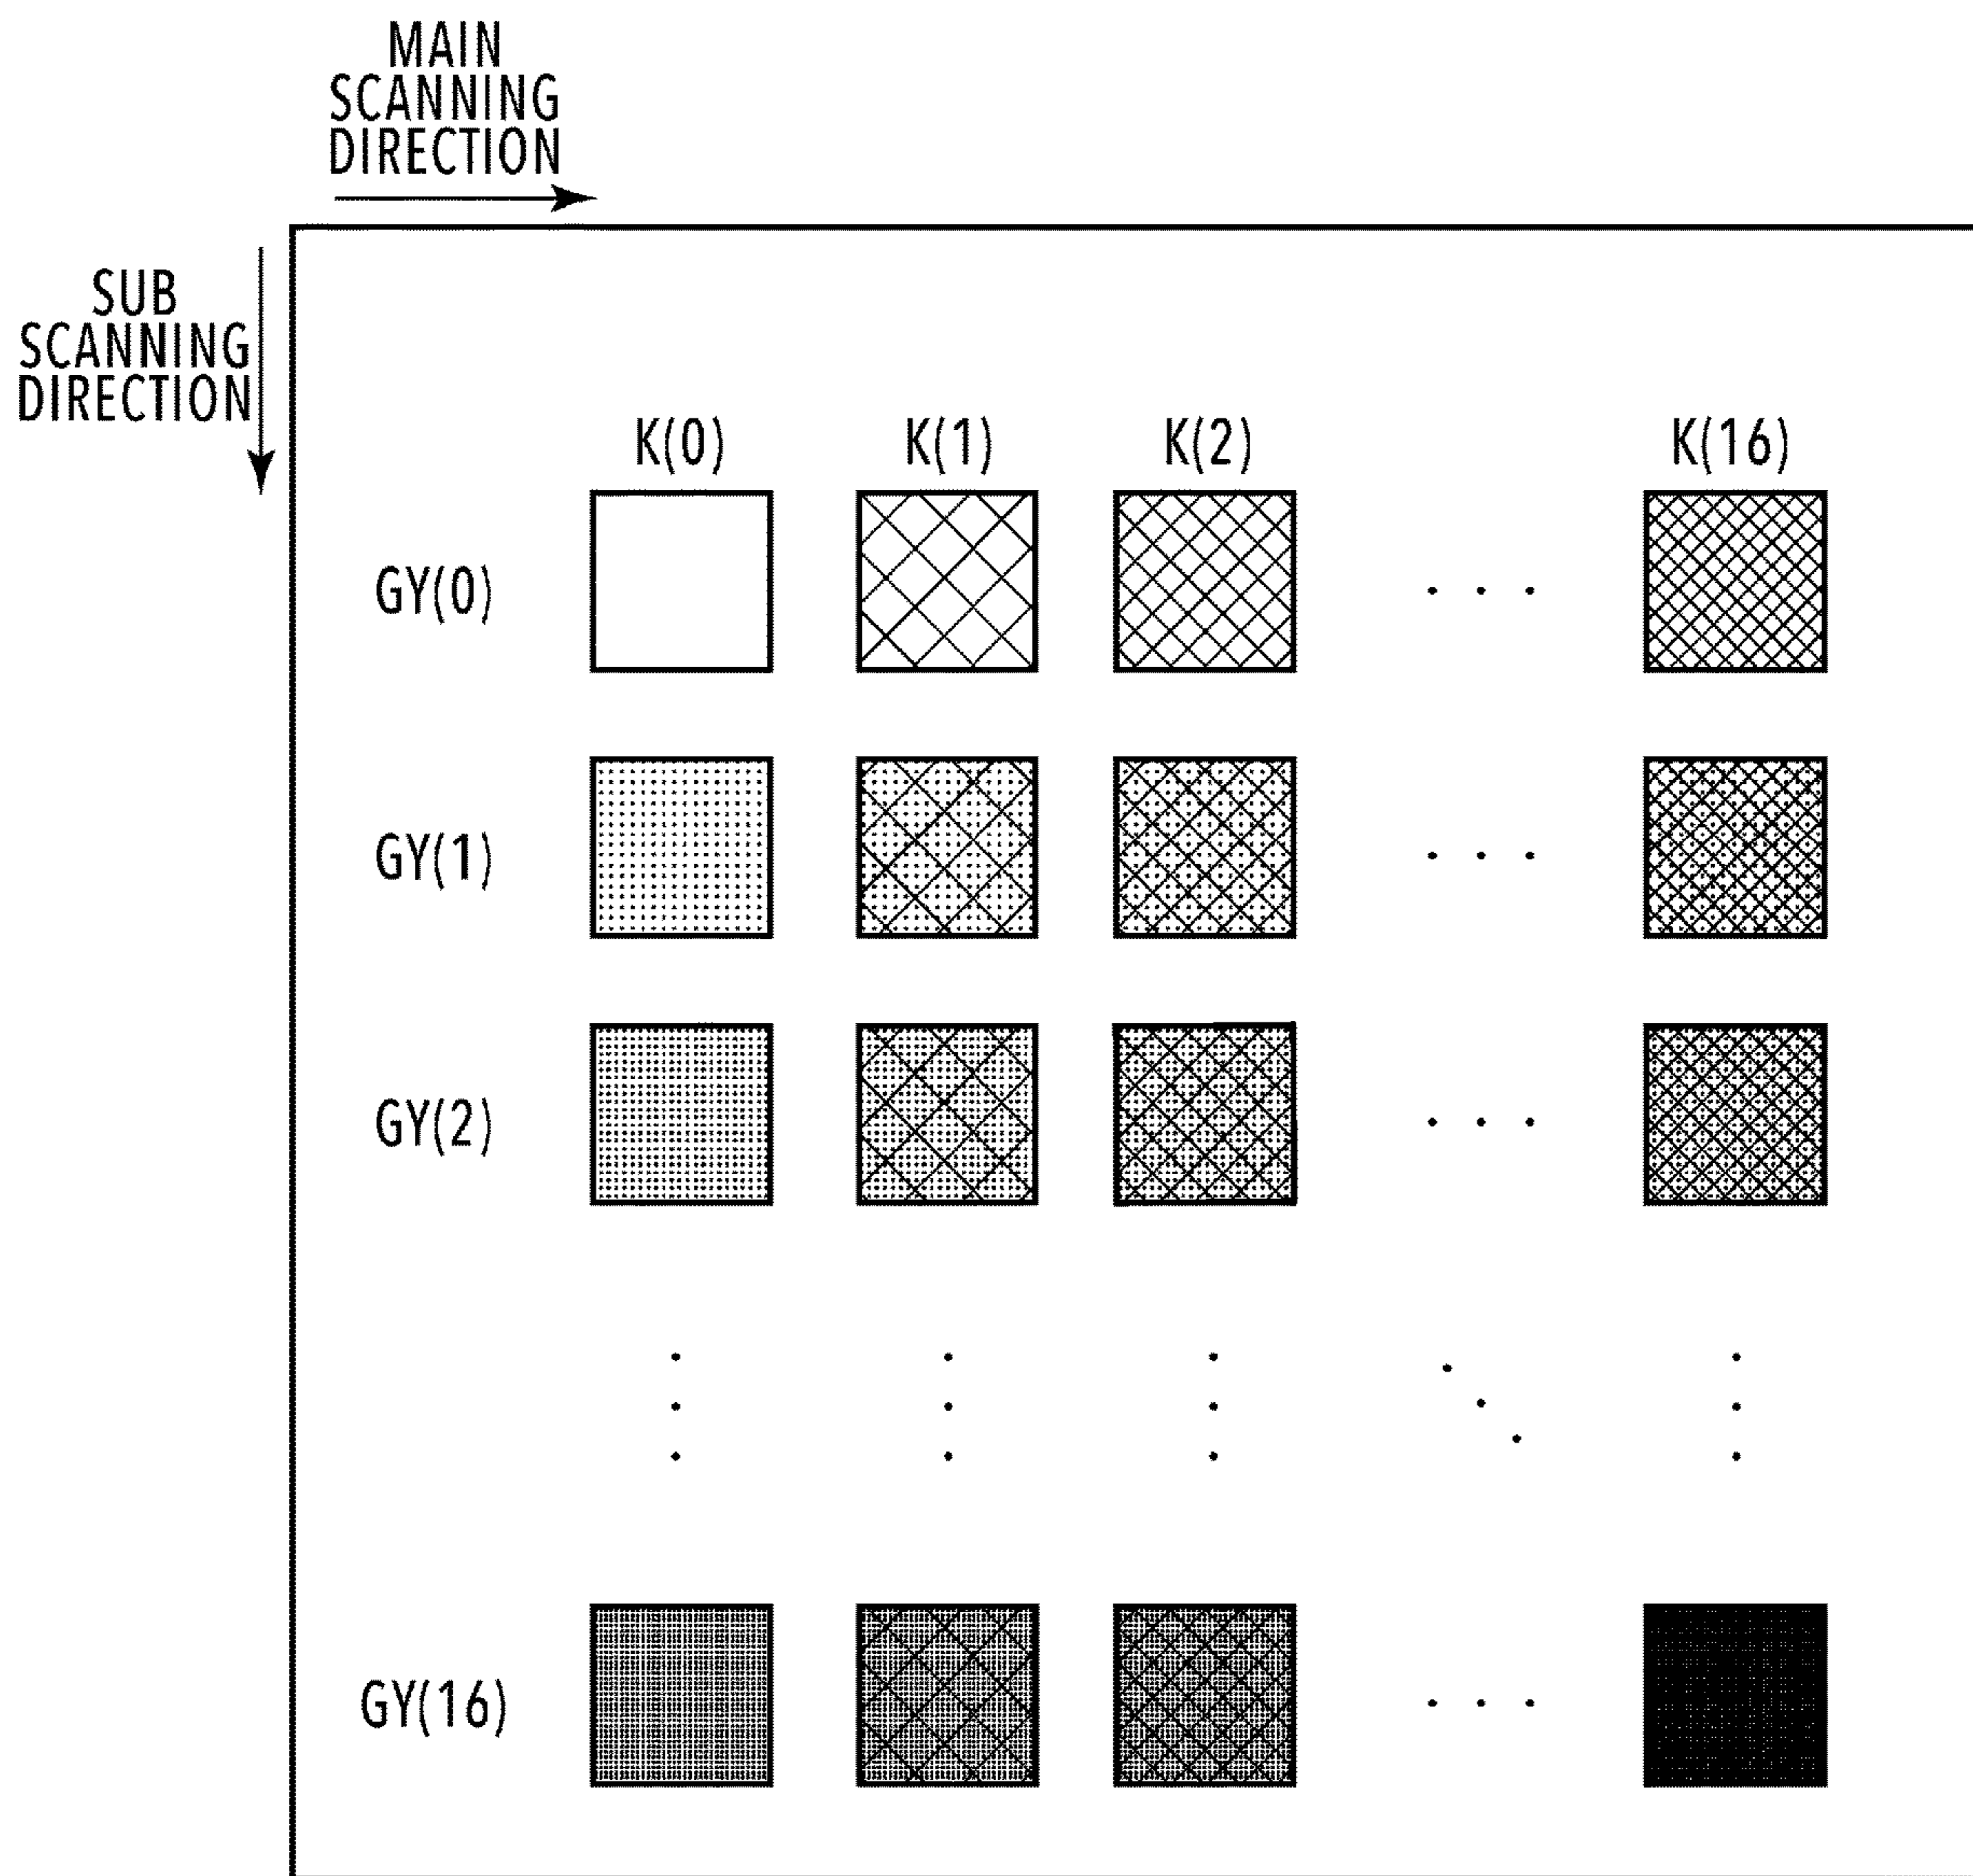 MAIN
SCANNING
DIRECTION
SUB
SCANNING
DIRECTION
K(0) K(1) K(2) K(16)
GY(0)
GY(1)
GY(2)
GY(16)